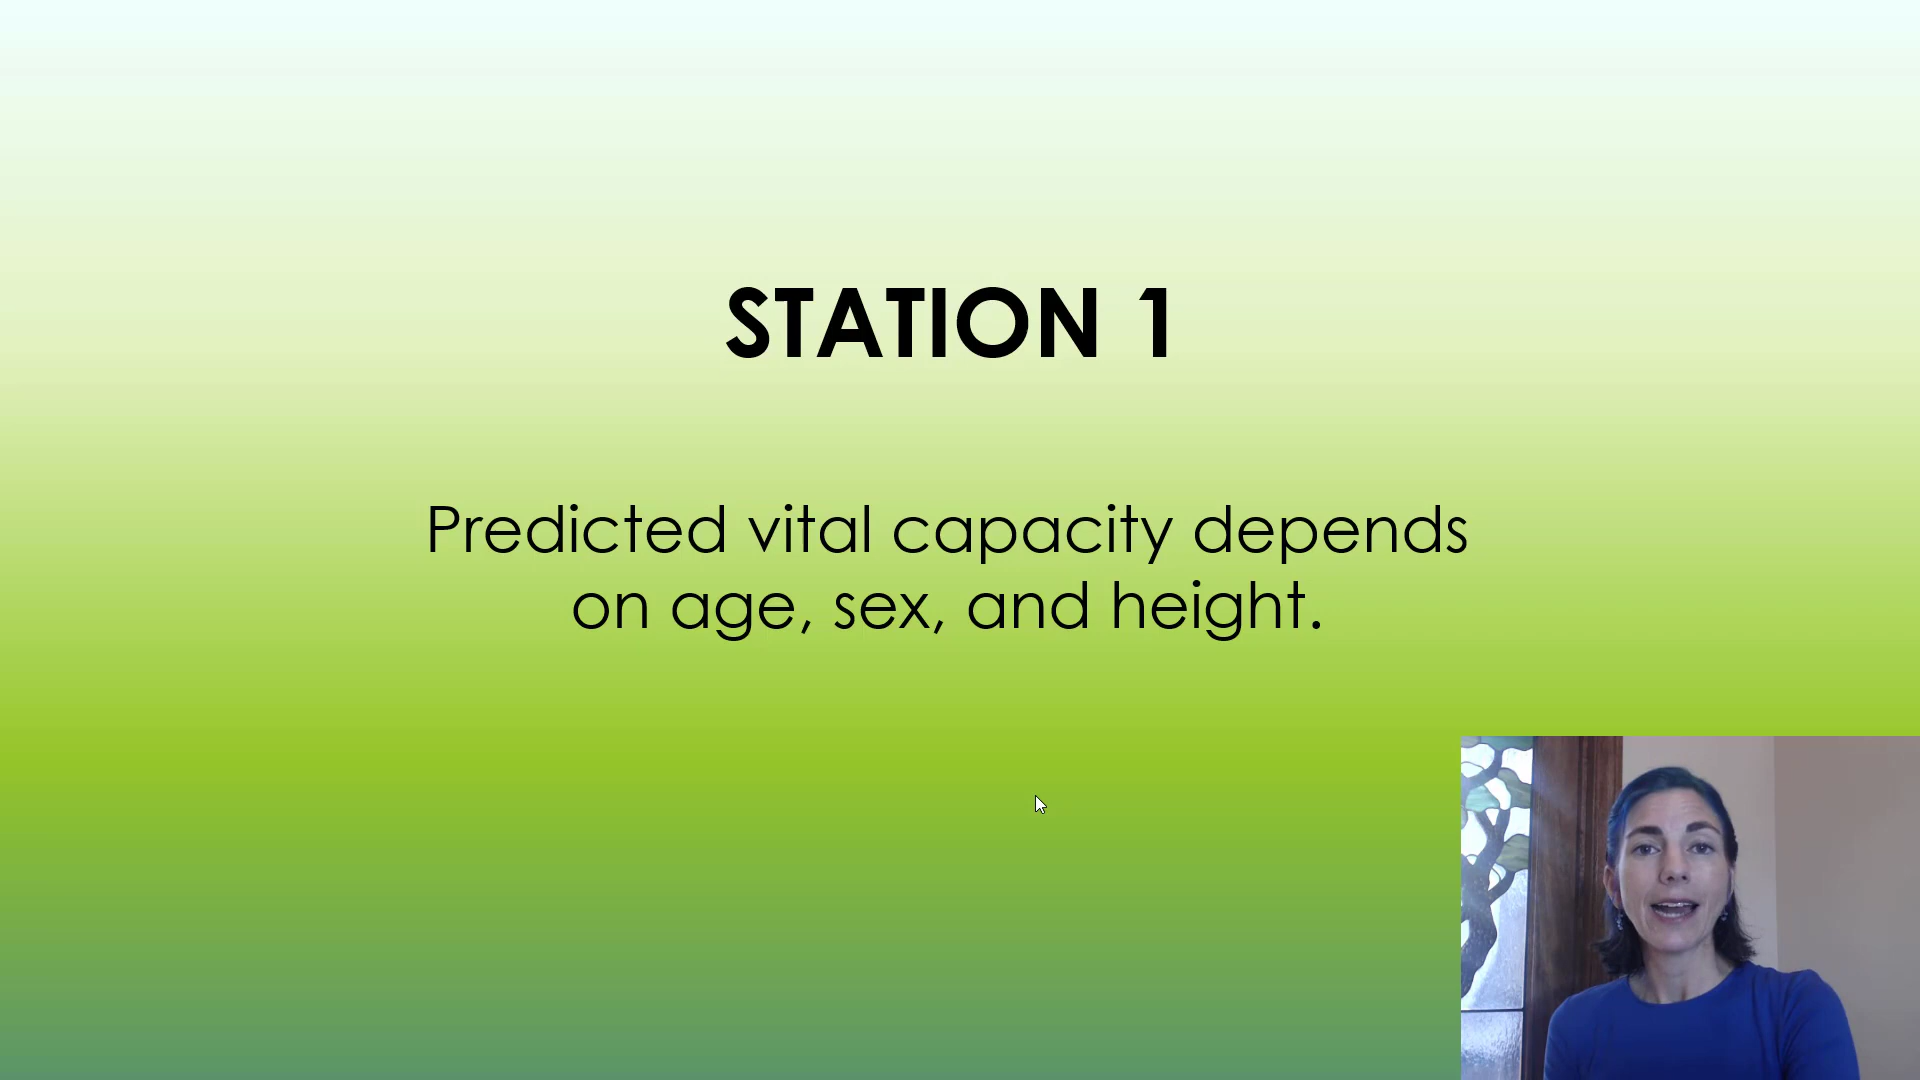 STATION 1
Predicted vital capacity depends
on age, sex, and height.